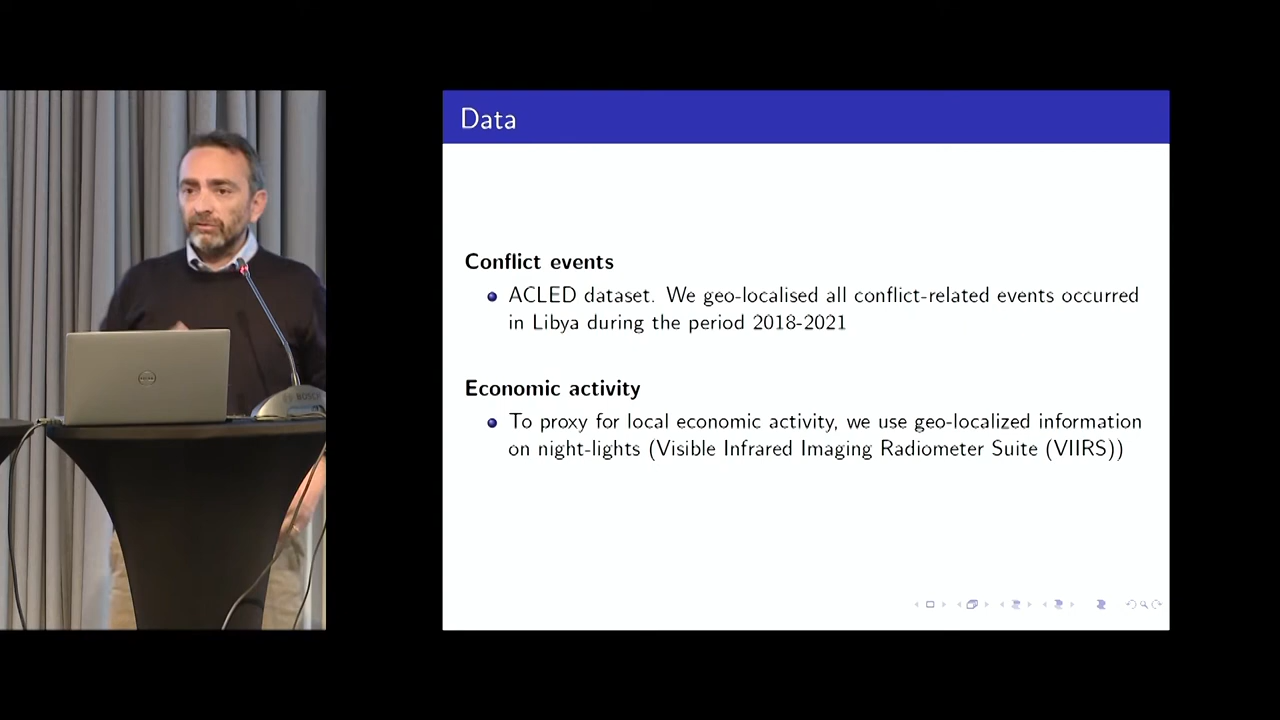 Data
Conflict events
ACLED dataset. We geo-localised all conflict-related events occurred
in Libya during the period 2018-2021
Economic activity
To proxy for local economic activity, we use geo-localized information
on night-lights (Visible Infrared Imaging Radiometer Suite (VIIRS))
DELL
BOSCH